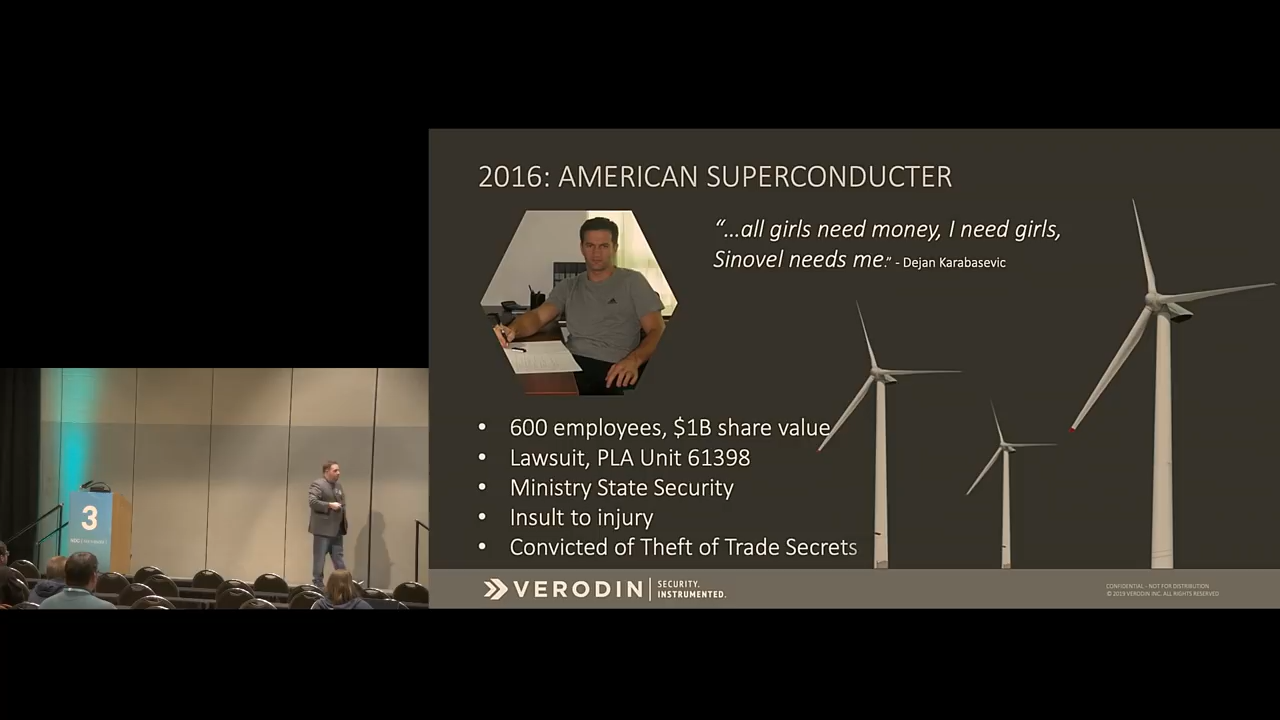 2016: AMERICAN SUPERCONDUCTER
“...all girls need money, I need girls,
Sinovel needs me.” - Dejan Karabasevic
• 600 employees, $1B share value
• Lawsuit, PLA Unit 61398
• Ministry State Security
• Insult to injury
• Convicted of Theft of Trade Secrets
VERODIN SECURITY.
INSTRUMENTED.
CONFIDENTIAL - NOT FOR DISTRIBUTION
© 2019 VERODIN INC. ALL RIGHTS RESERVED
3